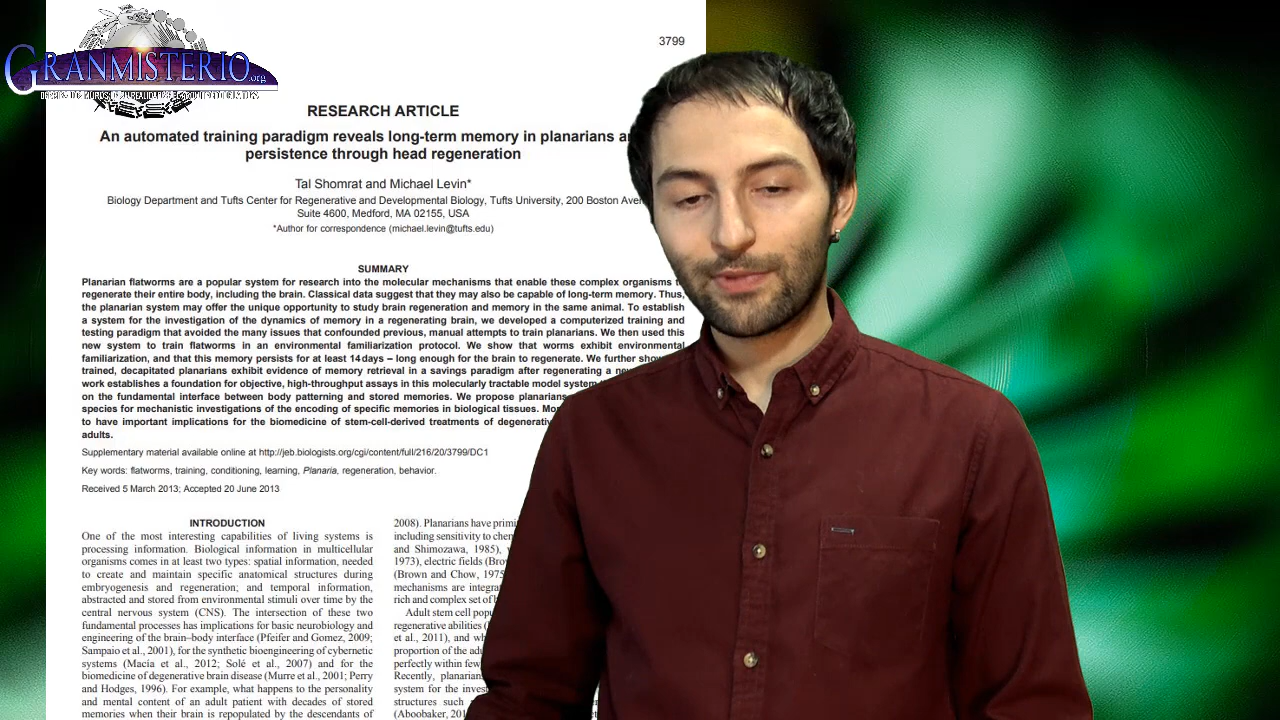 GRANMISTERIO.org
3799
RESEARCH ARTICLE
An automated training paradigm reveals long-term memory in planarians
persistence through head regeneration
Tal Shomrat and Michael Levin*
Biology Department and Tufts Center for Regenerative and Developmental Biology, Tufts University, 200 Boston
Suite 4600, Medford, MA 02155, USA
*Author for correspondence (michael.levin@tufts.edu)
SUMMARY
Planarian flatworms are a popular system for research into the molecular mechanisms that enable these complex organisms
regenerate their entire body, including the brain. Classical data suggest that they may also be capable of long-term memory. Thus,
the planarian system may offer the unique opportunity to study brain regeneration and memory in the same animal. To establish
a system for the investigation of the dynamics of memory in a regenerating brain, we developed a computerized training and
testing paradigm that avoided the many issues that confounded previous, manual attempts to train planarians. We then used this
new system to train flatworms in an environmental familiarization protocol. We show that worms exhibit environmental
familiarization, and that this memory persists for at least 14 days – long enough for the brain to regenerate. We further
trained, decapitated planarians exhibit evidence of memory retrieval in a savings paradigm after regenerating a
work establishes a foundation for objective, high-throughput assays in this molecularly tractable model system
on the fundamental interface between body patterning and stored memories. We propose planarians
species for mechanistic investigations of the encoding of specific memories in biological tissues.
to have important implications for the biomedicine of stem-cell-derived treatments of
adults.
Supplementary material available online at http://jeb.biologists.org/cgi/content/full/216/20/3799/DC1
Key words: flatworms, training, conditioning, learning, Planaria, regeneration, behavior.
Received 5 March 2013; Accepted 20 June 2013
INTRODUCTION
One of the most interesting capabilities of living systems is
processing information. Biological information in multicellular
organisms comes in at least two types: spatial information, needed
to create and maintain specific anatomical structures during
embryogenesis and regeneration; and temporal information,
abstracted and stored from environmental stimuli over time by the
central nervous system (CNS). The intersection of these two
fundamental processes has implications for basic neurobiology and
engineering of the brain–body interface (Pfeifer and Gomez, 2009;
Sampaio et al., 2001), for the synthetic bioengineering of cybernetic
systems (Macia et al., 2012; Solé et al., 2007) and for the
biomedicine of degenerative brain disease (Murre et al., 2001; Perry
and Hodges, 1996). For example, what happens to the personality
and mental content of an adult patient with decades of stored
memories when their brain is repopulated by the descendants of
2008). Planarians have
including sensitivity to
and Shimozawa, 1985),
1973), electric fields
(Brown and Chow, 1975
mechanisms are
rich and complex set of
Adult stem cell
regenerative abilities
et al., 2011), and
proportion of the
perfectly within few
Recently,
system for the
structures such
(Aboobaker,